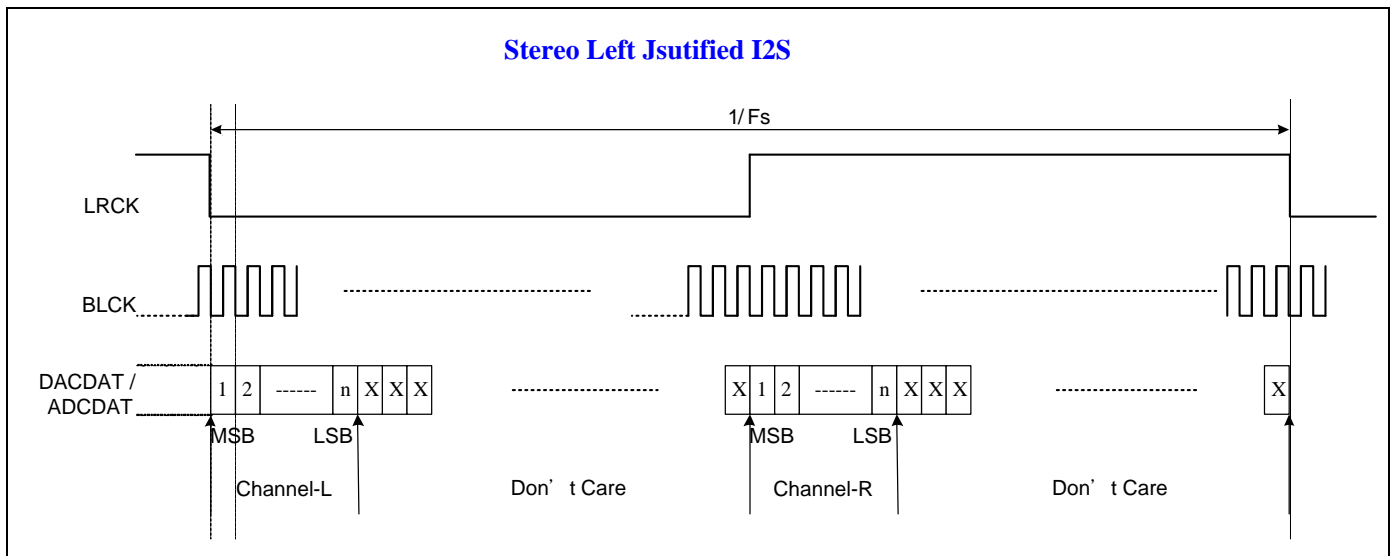 Stereo Left Jsutified I2S
1/ Fs
LRCK
BLCK
DACDAT /
ADCDAT
1 2 ------ n X X X
X 1 2 ------ n X X X
X
MSB LSB MSB LSB
Channel-L Don’ t Care Channel-R Don’ t Care